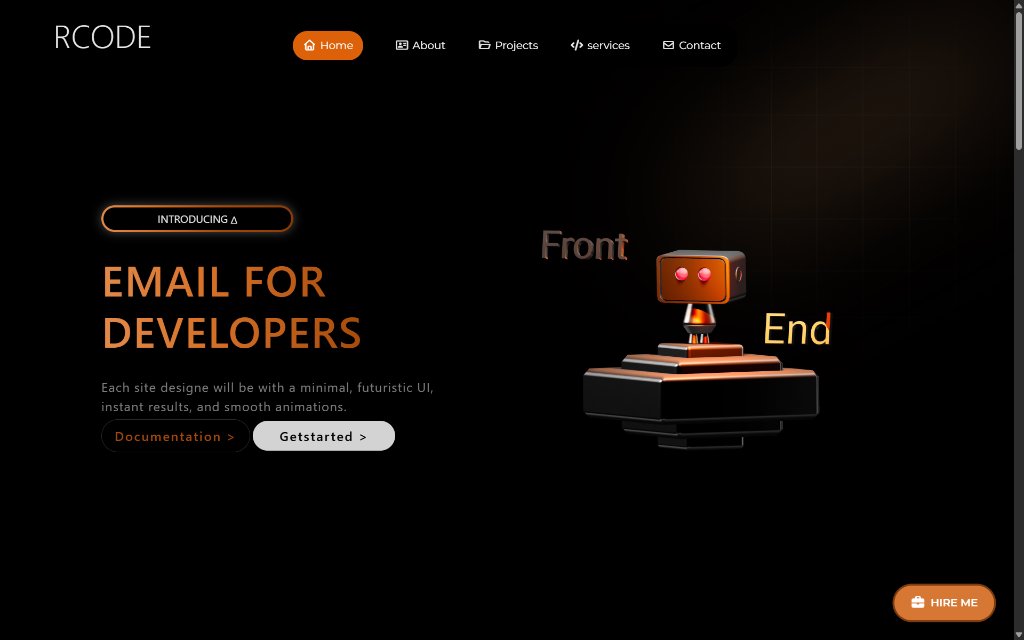 RCODE
Home
About
Projects
services
Contact
INTRODUCING Δ
EMAIL FOR
DEVELOPERS
Each site designe will be with a minimal, futuristic UI,
instant results, and smooth animations.
Documentation >
Getstarted >
Front
End
HIRE ME